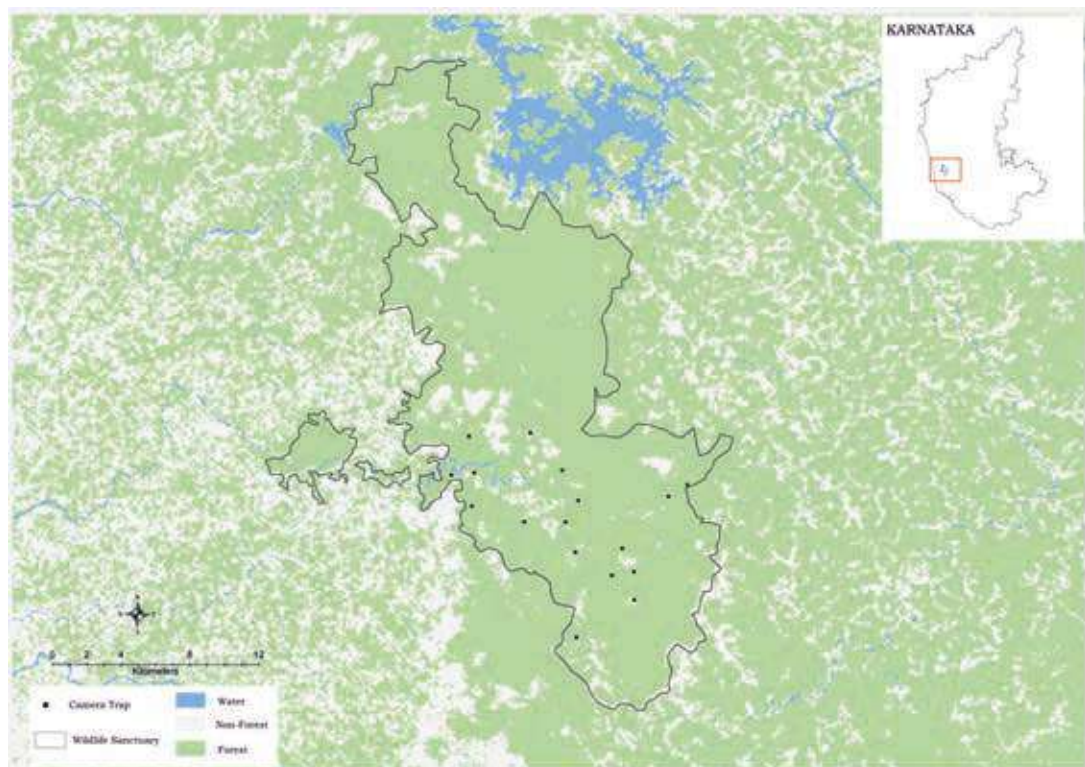 KARNATAKA
0 2 4 8 12
Kilometers
Camera Trap
Wildlife Sanctuary
Water
Non-Forest
Forest